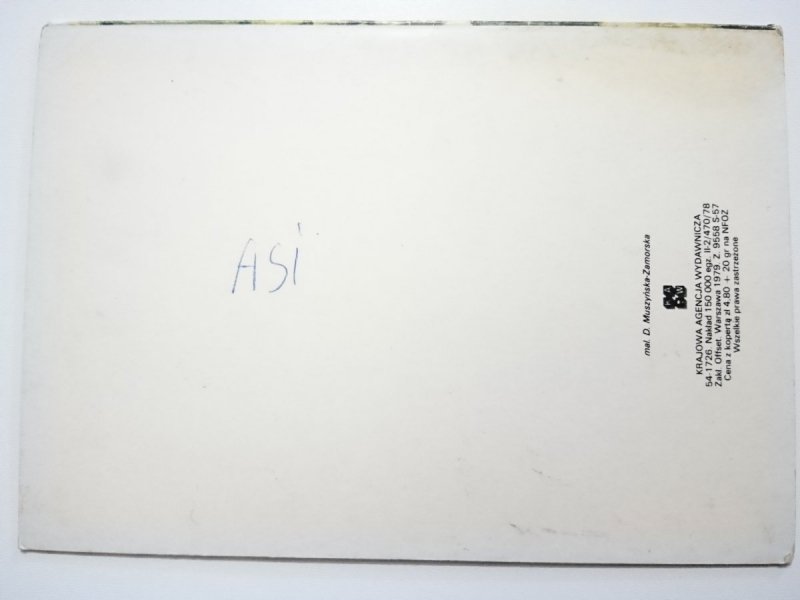 ASi
mal. D. Muszyńska-Zamorska
KRAJOWA AGENCJA WYDAWNICZA
54-1726. Nakład 150 000 egz. II-2/470/78
Zakł. Offset. Warszawa 1979. Z. 9558 S-57
Cena z kopertą zł 4.80 + 20 gr na NFOZ
Wszelkie prawa zastrzeżone